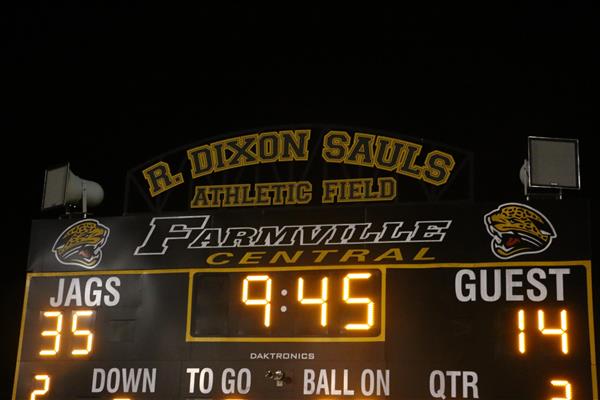 R. DIXON SAULS
ATHLETIC FIELD
FARMVILLE
CENTRAL
JAGS 9:45 GUEST
35 14
DAKTRONICS
2 DOWN TO GO BALL ON QTR